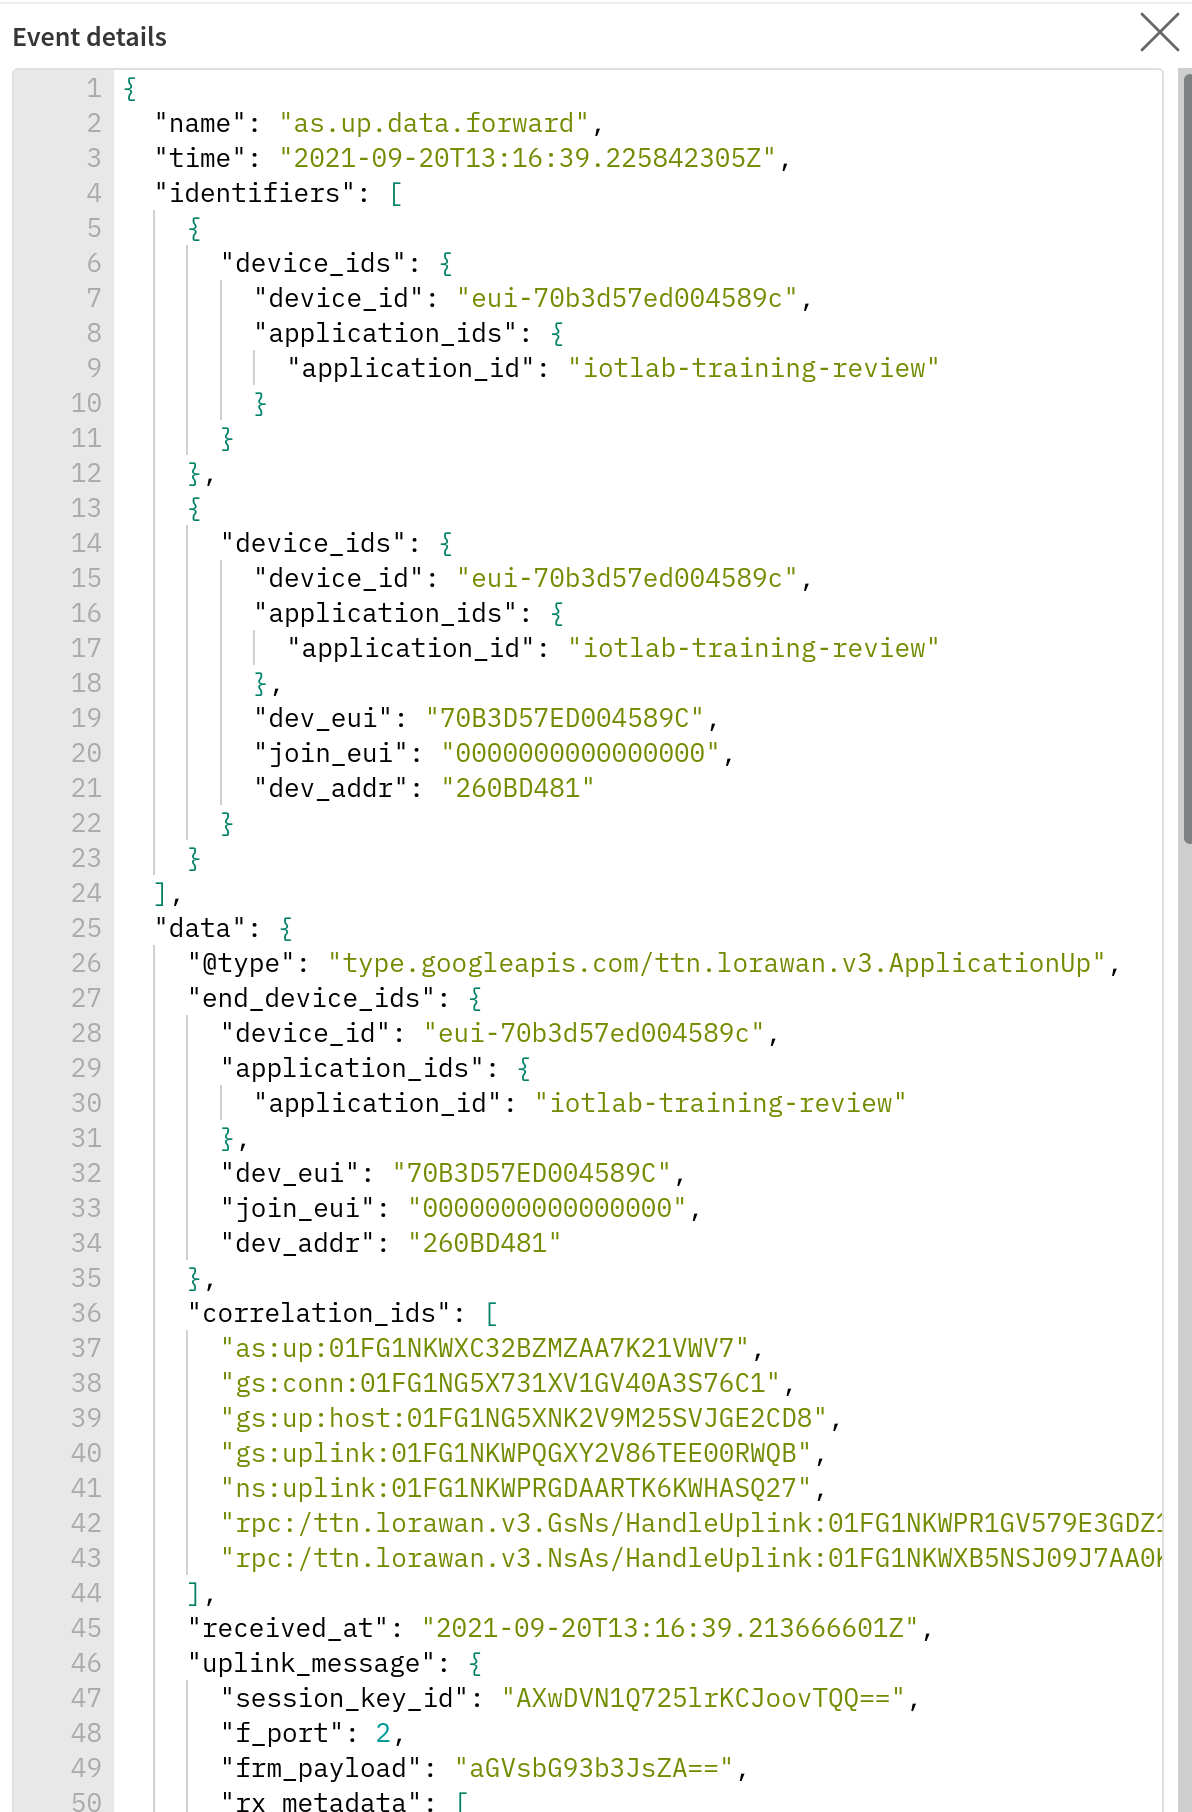 Event details
1 {
2 "name": "as.up.data.forward",
3 "time": "2021-09-20T13:16:39.225842305Z",
4 "identifiers": [
5 {
6 "device_ids": {
7 "device_id": "eui-70b3d57ed004589c",
8 "application_ids": {
9 "application_id": "iotlab-training-review"
10 }
11 }
12 },
13 {
14 "device_ids": {
15 "device_id": "eui-70b3d57ed004589c",
16 "application_ids": {
17 "application_id": "iotlab-training-review"
18 },
19 "dev_eui": "70B3D57ED004589C",
20 "join_eui": "0000000000000000",
21 "dev_addr": "260BD481"
22 }
23 }
24 ],
25 "data": {
26 "@type": "type.googleapis.com/ttn.lorawan.v3.ApplicationUp",
27 "end_device_ids": {
28 "device_id": "eui-70b3d57ed004589c",
29 "application_ids": {
30 "application_id": "iotlab-training-review"
31 },
32 "dev_eui": "70B3D57ED004589C",
33 "join_eui": "0000000000000000",
34 "dev_addr": "260BD481"
35 },
36 "correlation_ids": [
37 "as:up:01FG1NKWXC32BZMZAA7K21VWV7",
38 "gs:conn:01FG1NG5X731XV1GV40A3S76C1",
39 "gs:up:host:01FG1NG5XNK2V9M25SVJGE2CD8",
40 "gs:uplink:01FG1NKWPQGXY2V86TEE00RWQB",
41 "ns:uplink:01FG1NKWPRGDAARTK6KWHASQ27",
42 "rpc:/ttn.lorawan.v3.GsNs/HandleUplink:01FG1NKWPR1GV579E3GDZ1
43 "rpc:/ttn.lorawan.v3.NsAs/HandleUplink:01FG1NKWXB5NSJ09J7AA0K
44 ],
45 "received_at": "2021-09-20T13:16:39.213666601Z",
46 "uplink_message": {
47 "session_key_id": "AXwDVN1Q725lrKCJoovTQQ==",
48 "f_port": 2,
49 "frm_payload": "aGVsbG93b3JsZA==",
50 "rx_metadata": [